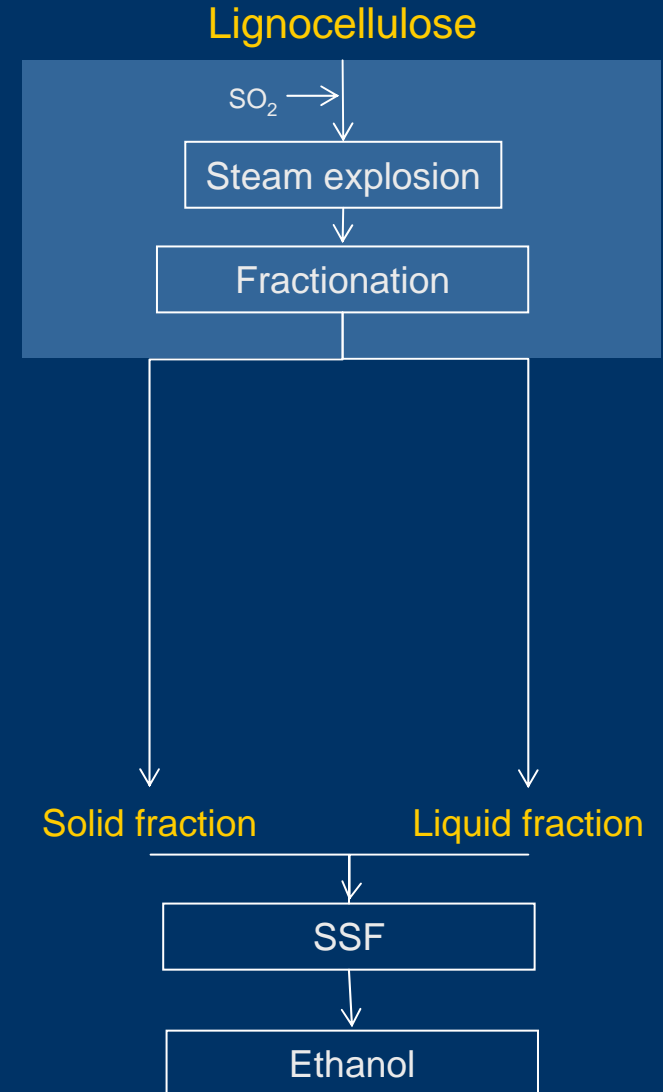 Lignocellulose
SO₂
Steam explosion
Fractionation
Solid fraction
Liquid fraction
SSF
Ethanol